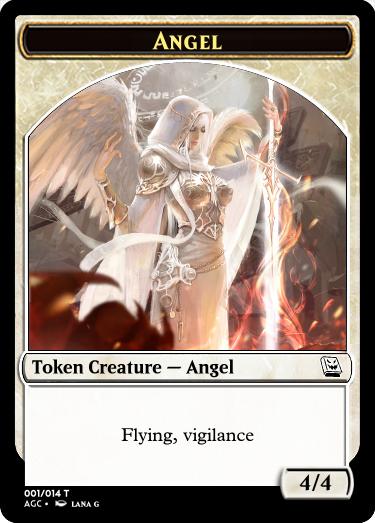 ANGEL
Token Creature — Angel
Flying, vigilance
4/4
001/014 T
AGC • LANA G